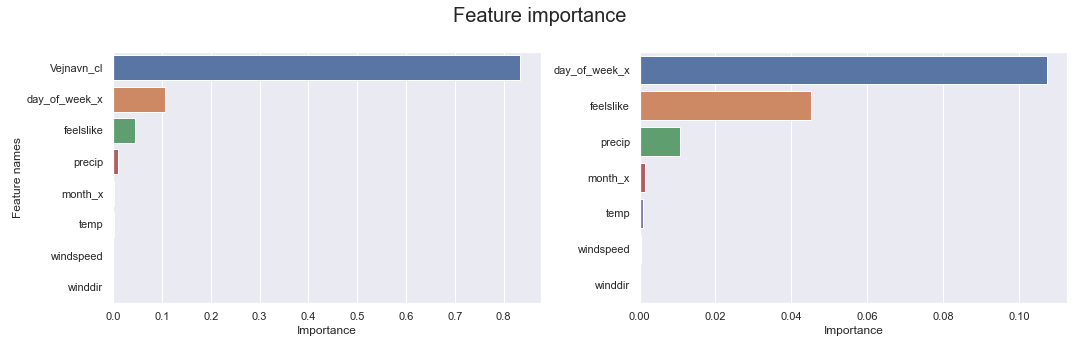 Feature importance
Feature names
Vejnavn_cl
day_of_week_x
feelslike
precip
month_x
temp
windspeed
winddir
0.0 0.1 0.2 0.3 0.4 0.5 0.6 0.7 0.8
Importance
day_of_week_x
feelslike
precip
month_x
temp
windspeed
winddir
0.00 0.02 0.04 0.06 0.08 0.10
Importance